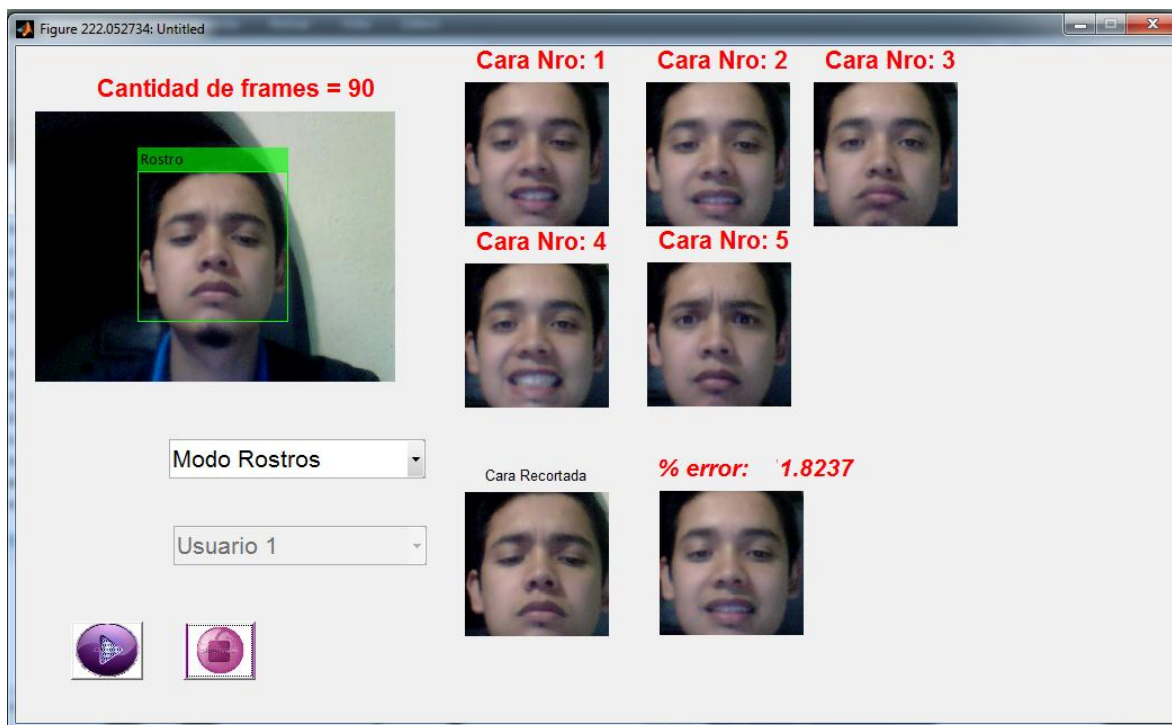 Figure 222.052734: Untitled
Cantidad de frames = 90
Rostro
Cara Nro: 1
Cara Nro: 2
Cara Nro: 3
Cara Nro: 4
Cara Nro: 5
Modo Rostros
Usuario 1
Cara Recortada
% error: 1.8237